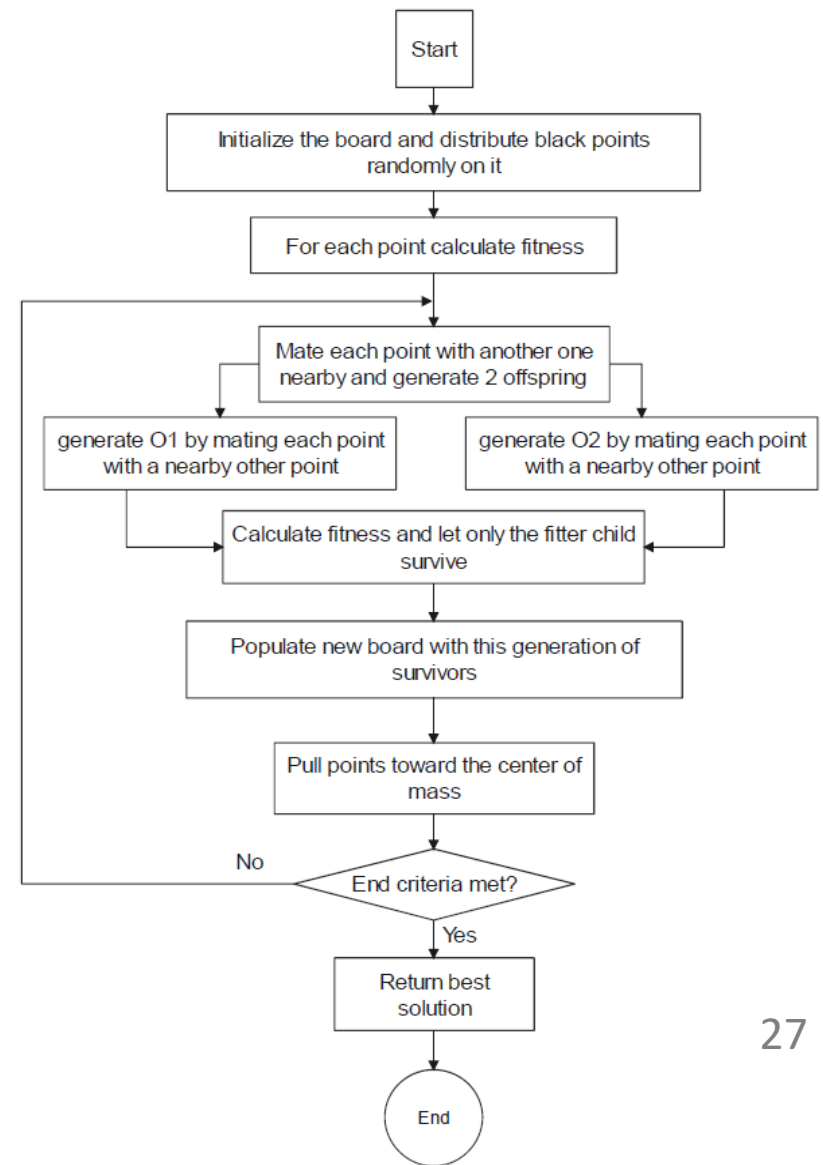 Start
Initialize the board and distribute black points
randomly on it
For each point calculate fitness
Mate each point with another one
nearby and generate 2 offspring
generate O1 by mating each point
with a nearby other point
generate O2 by mating each point
with a nearby other point
Calculate fitness and let only the fitter child
survive
Populate new board with this generation of
survivors
Pull points toward the center of
mass
No
End criteria met?
Yes
Return best
solution
27
End